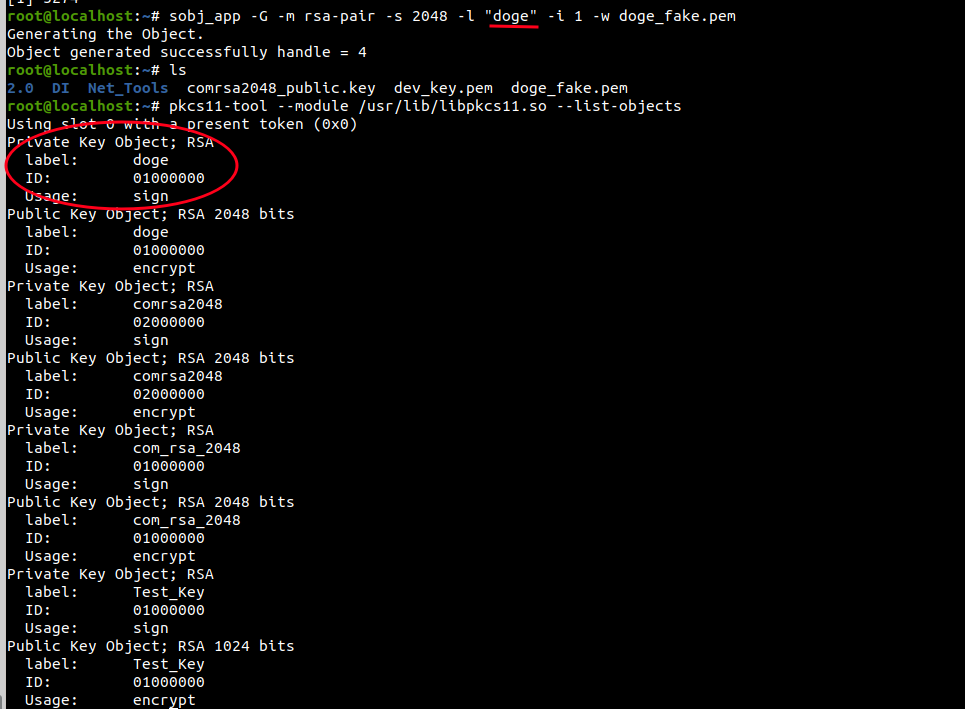 root@localhost:~# sobj_app -G -m rsa-pair -s 2048 -l "doge" -i 1 -w doge_fake.pem
Generating the Object.
Object generated successfully handle = 4
root@localhost:~# ls
2.0  DI  Net_Tools  comrsa2048_public.key  dev_key.pem  doge_fake.pem
root@localhost:~# pkcs11-tool --module /usr/lib/libpkcs11.so --list-objects
Using slot 0 with a present token (0x0)
Private Key Object; RSA
  label:      doge
  ID:         01000000
  Usage:      sign
Public Key Object; RSA 2048 bits
  label:      doge
  ID:         01000000
  Usage:      encrypt
Private Key Object; RSA
  label:      comrsa2048
  ID:         02000000
  Usage:      sign
Public Key Object; RSA 2048 bits
  label:      comrsa2048
  ID:         02000000
  Usage:      encrypt
Private Key Object; RSA
  label:      com_rsa_2048
  ID:         01000000
  Usage:      sign
Public Key Object; RSA 2048 bits
  label:      com_rsa_2048
  ID:         01000000
  Usage:      encrypt
Private Key Object; RSA
  label:      Test_Key
  ID:         01000000
  Usage:      sign
Public Key Object; RSA 1024 bits
  label:      Test_Key
  ID:         01000000
  Usage:      encrypt